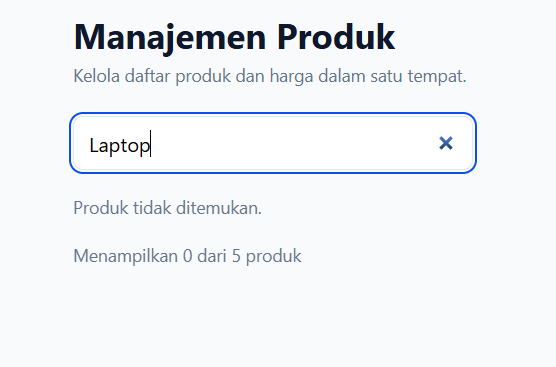 Manajemen Produk
Kelola daftar produk dan harga dalam satu tempat.
Laptop
Produk tidak ditemukan.
Menampilkan 0 dari 5 produk